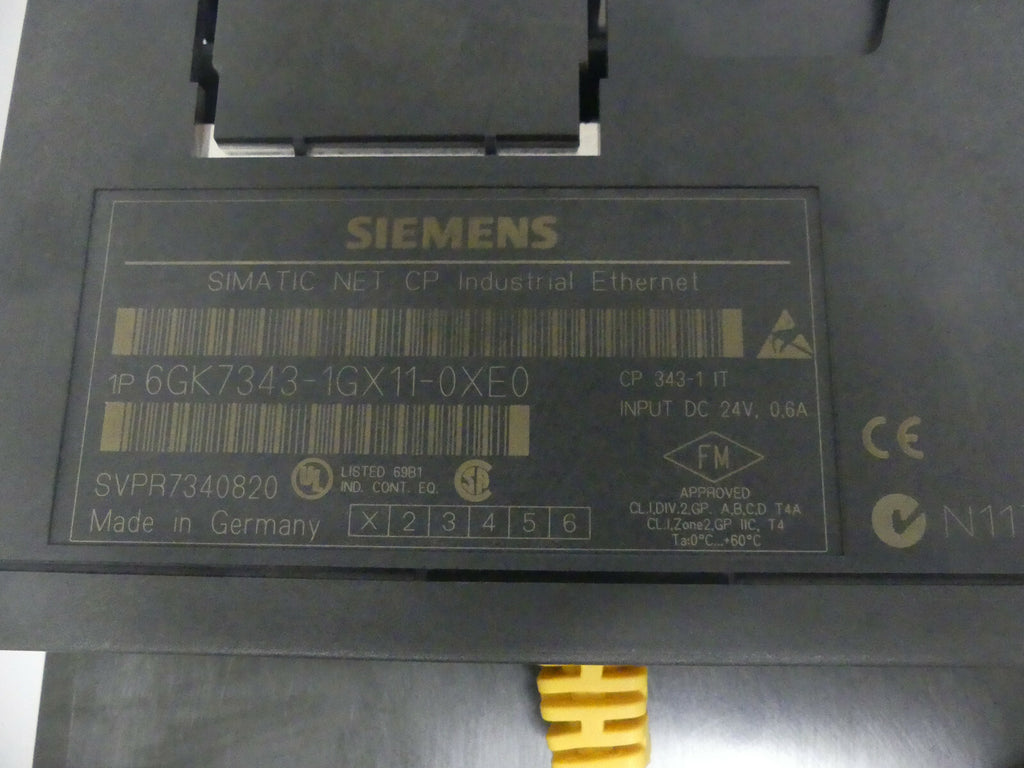 SIEMENS
SIMATIC NET CP Industrial Ethernet
1P 6GK7343-1GX11-0XE0
CP 343-1 IT
INPUT DC 24V, 0.6A
SVPR7340820
UL
LISTED 69B1
IND. CONT. EQ.
SA
FM
APPROVED
CL.I,DIV.2,GP. A,B,C,D T4A
CL.I,Zone2,GP IIC, T4
Ta:0°C...+60°C
Made in Germany
X 2 3 4 5 6
CE
N11